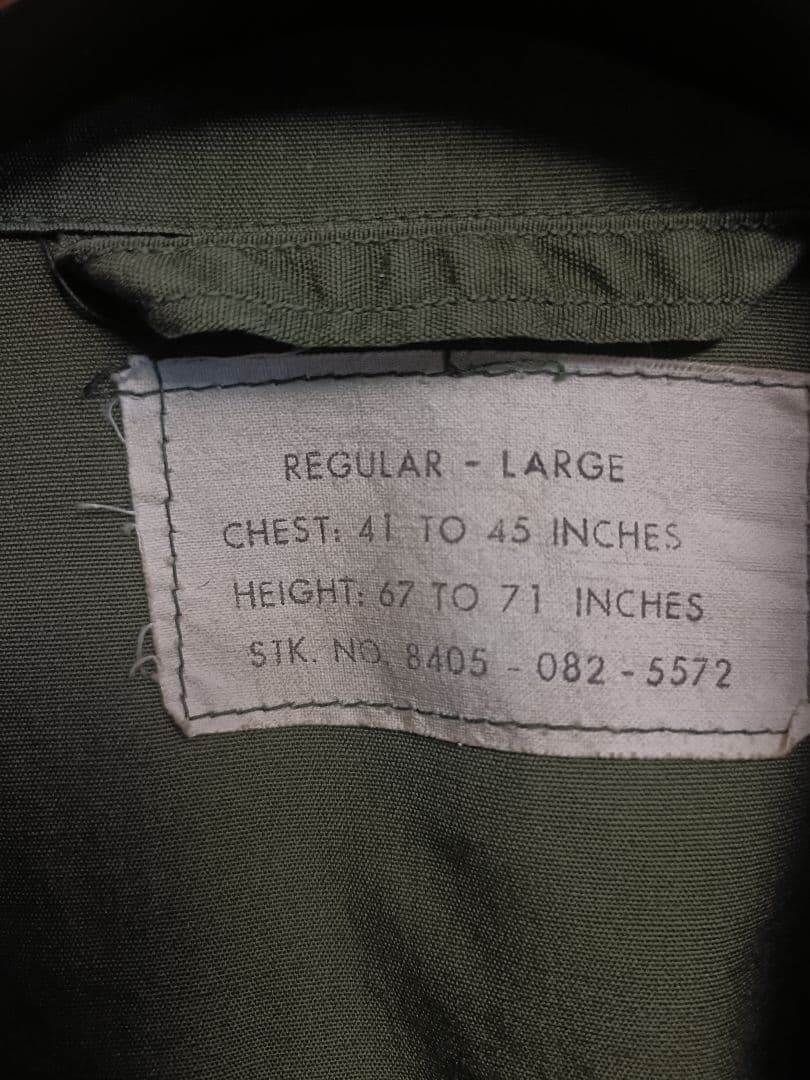 REGULAR - LARGE
CHEST: 41 TO 45 INCHES
HEIGHT: 67 TO 71 INCHES
STK. NO. 8405 - 082 - 5572